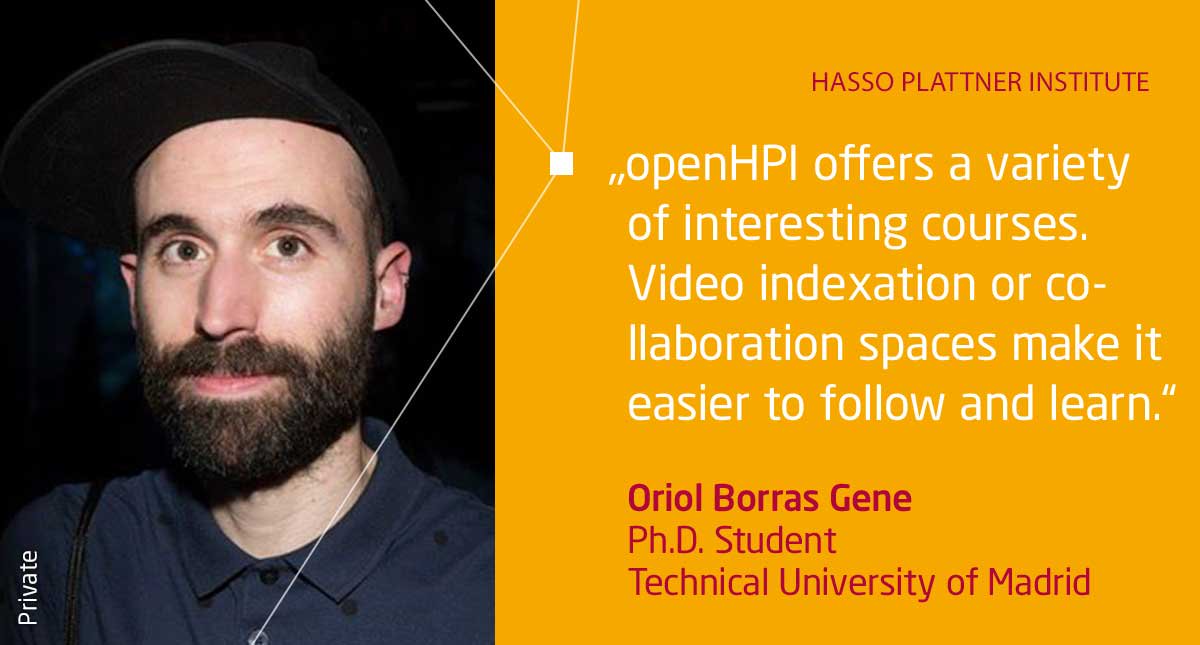 HASSO PLATTNER INSTITUTE
„openHPI offers a variety
of interesting courses.
Video indexation or co-
llaboration spaces make it
easier to follow and learn.“
Oriol Borras Gene
Ph.D. Student
Technical University of Madrid
Private